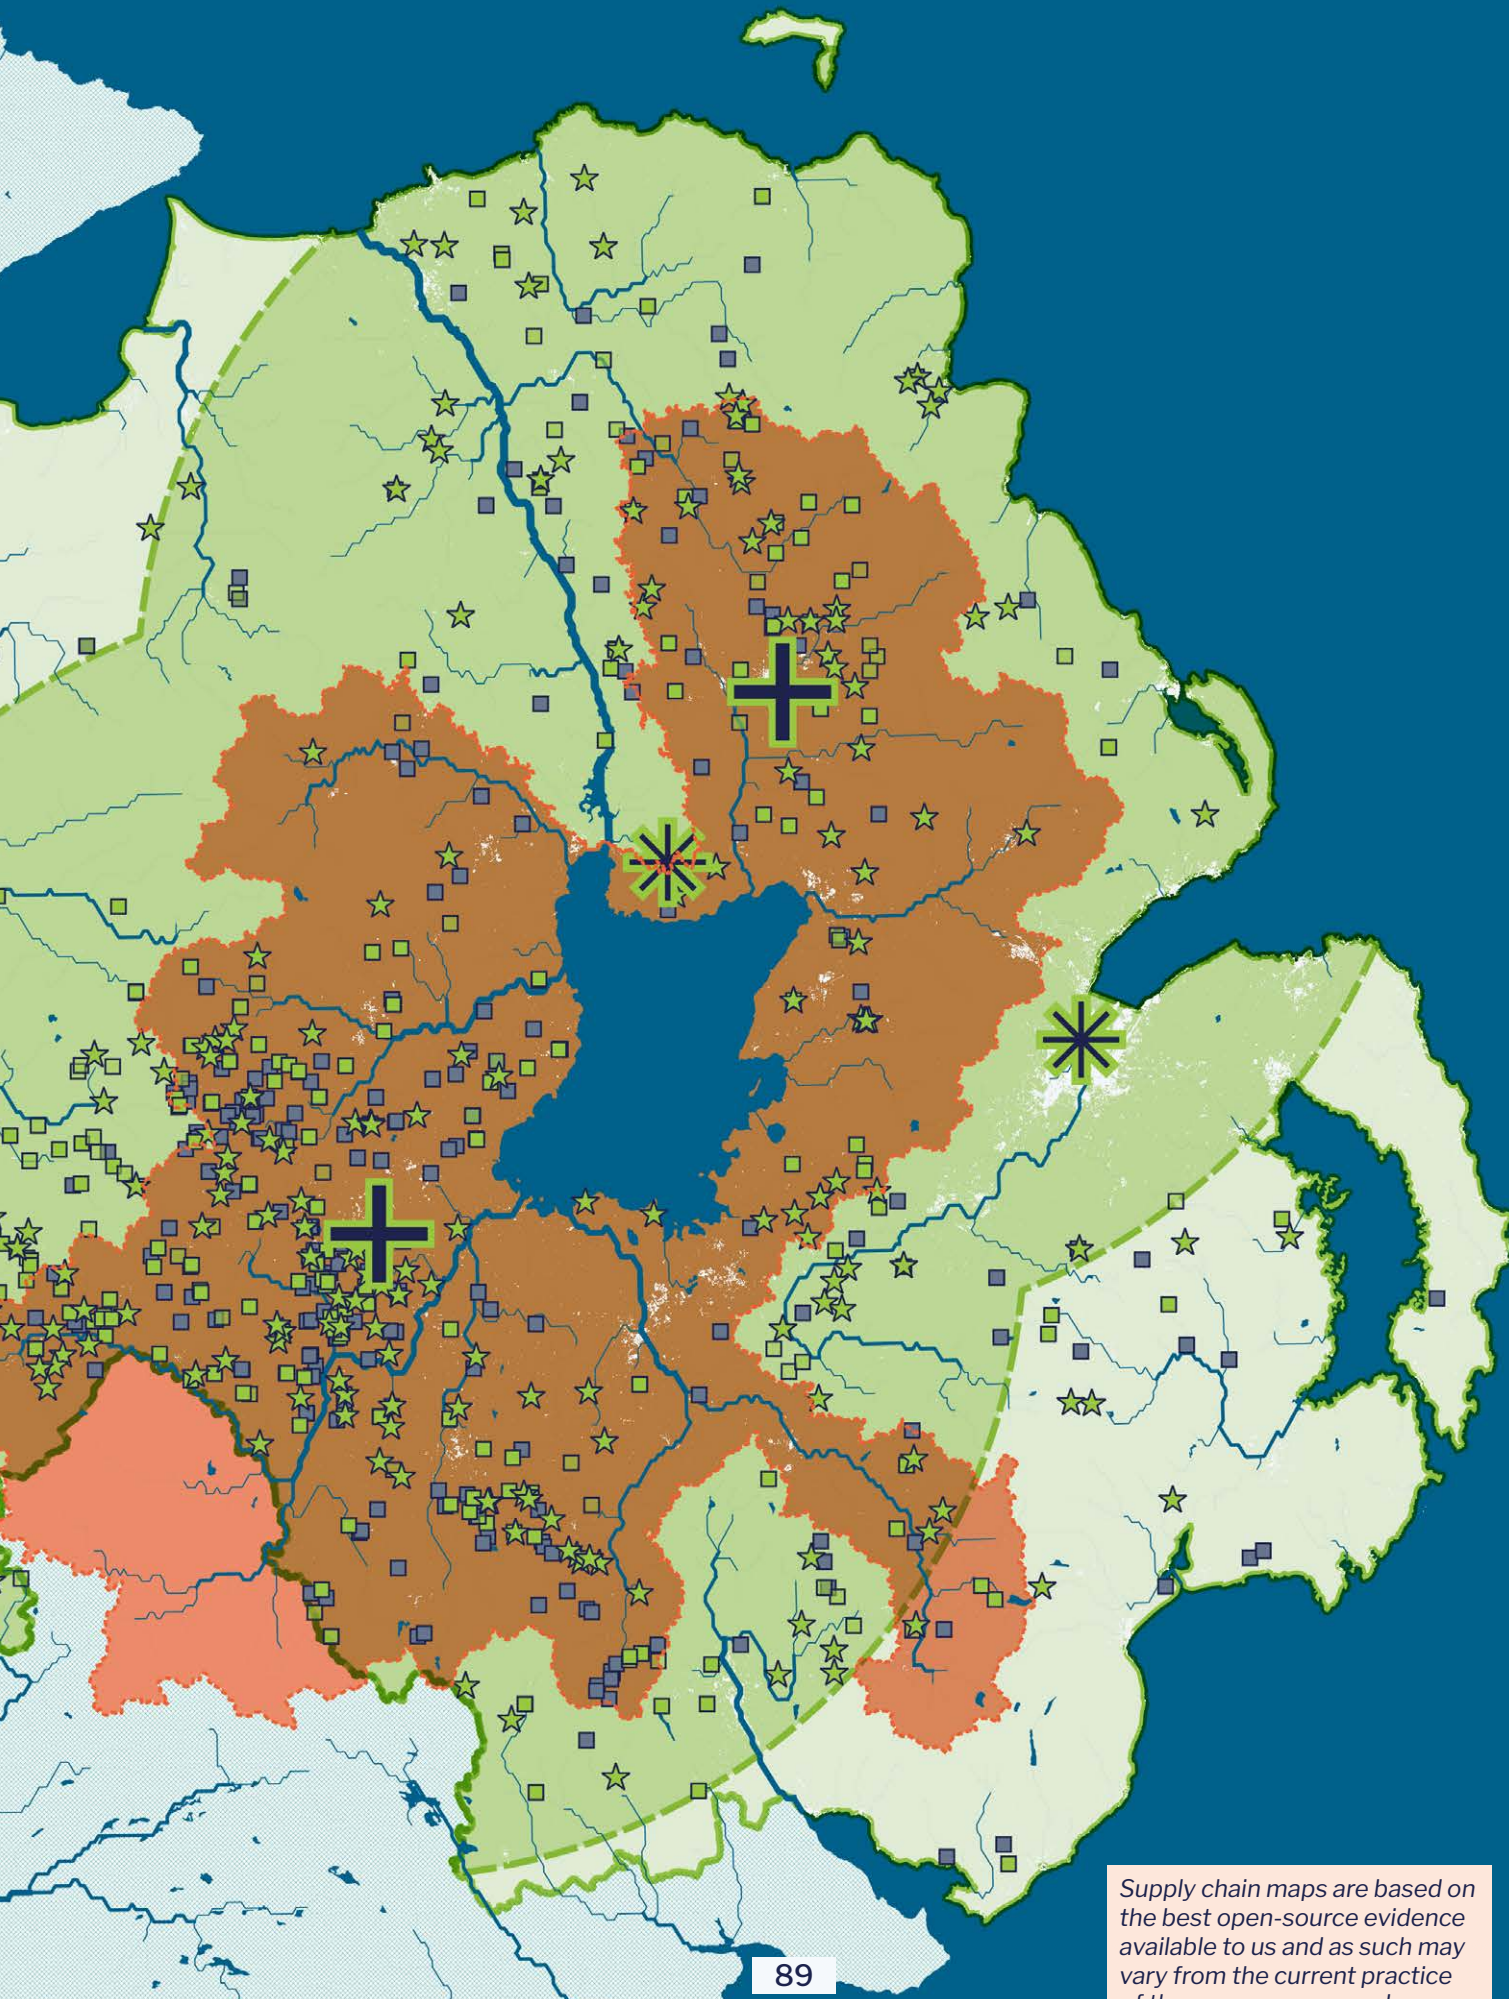 89
Supply chain maps are based on
the best open-source evidence
available to us and as such may
vary from the current practice